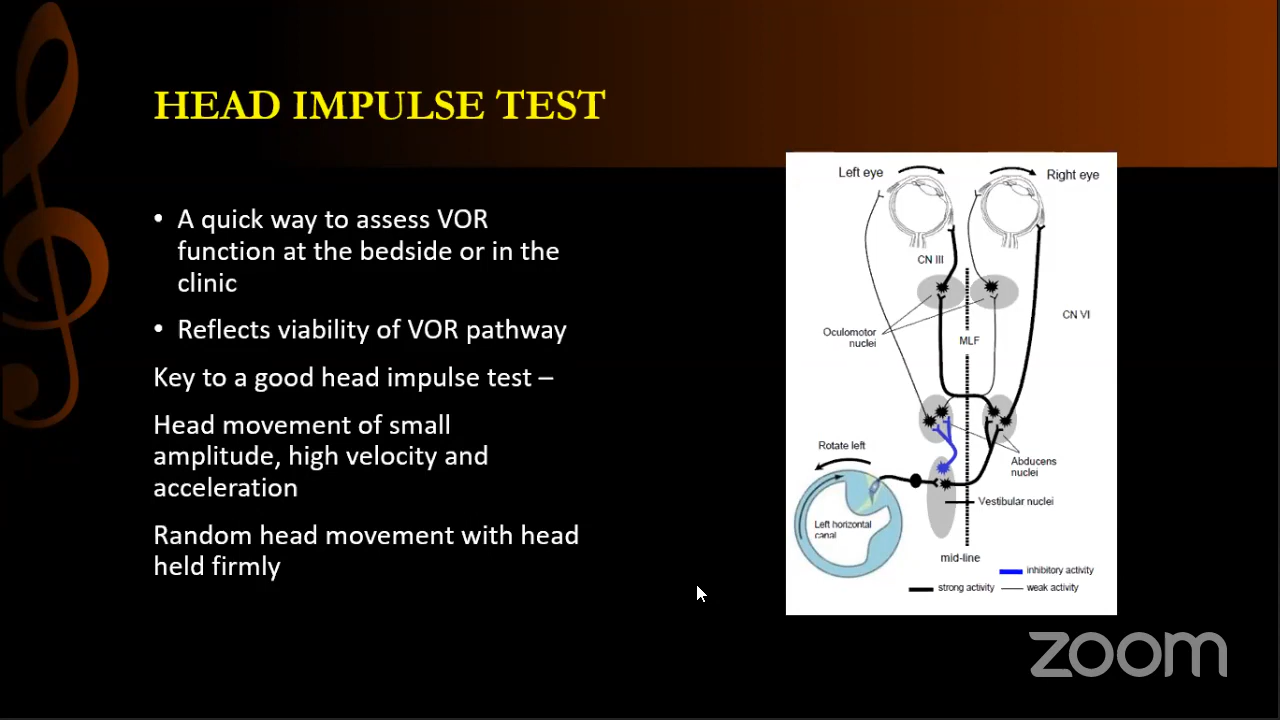 HEAD IMPULSE TEST
• A quick way to assess VOR
function at the bedside or in the
clinic
• Reflects viability of VOR pathway
Key to a good head impulse test –
Head movement of small
amplitude, high velocity and
acceleration
Random head movement with head
held firmly
Left eye
Right eye
CN III
CN VI
Oculomotor
nuclei
MLF
Rotate left
Abducens
nuclei
Vestibular nuclei
Left horizontal
canal
mid-line
inhibitory activity
strong activity
weak activity
zoom